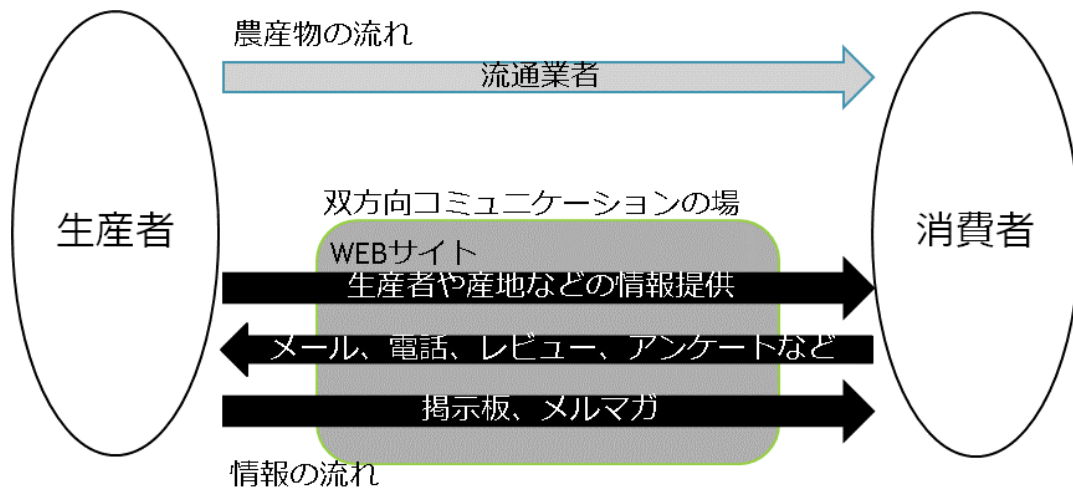 農産物の流れ
流通業者
生産者
消費者
双方向コミュニケーションの場
WEBサイト
生産者や産地などの情報提供
メール、電話、レビュー、アンケートなど
掲示板、メルマガ
情報の流れ